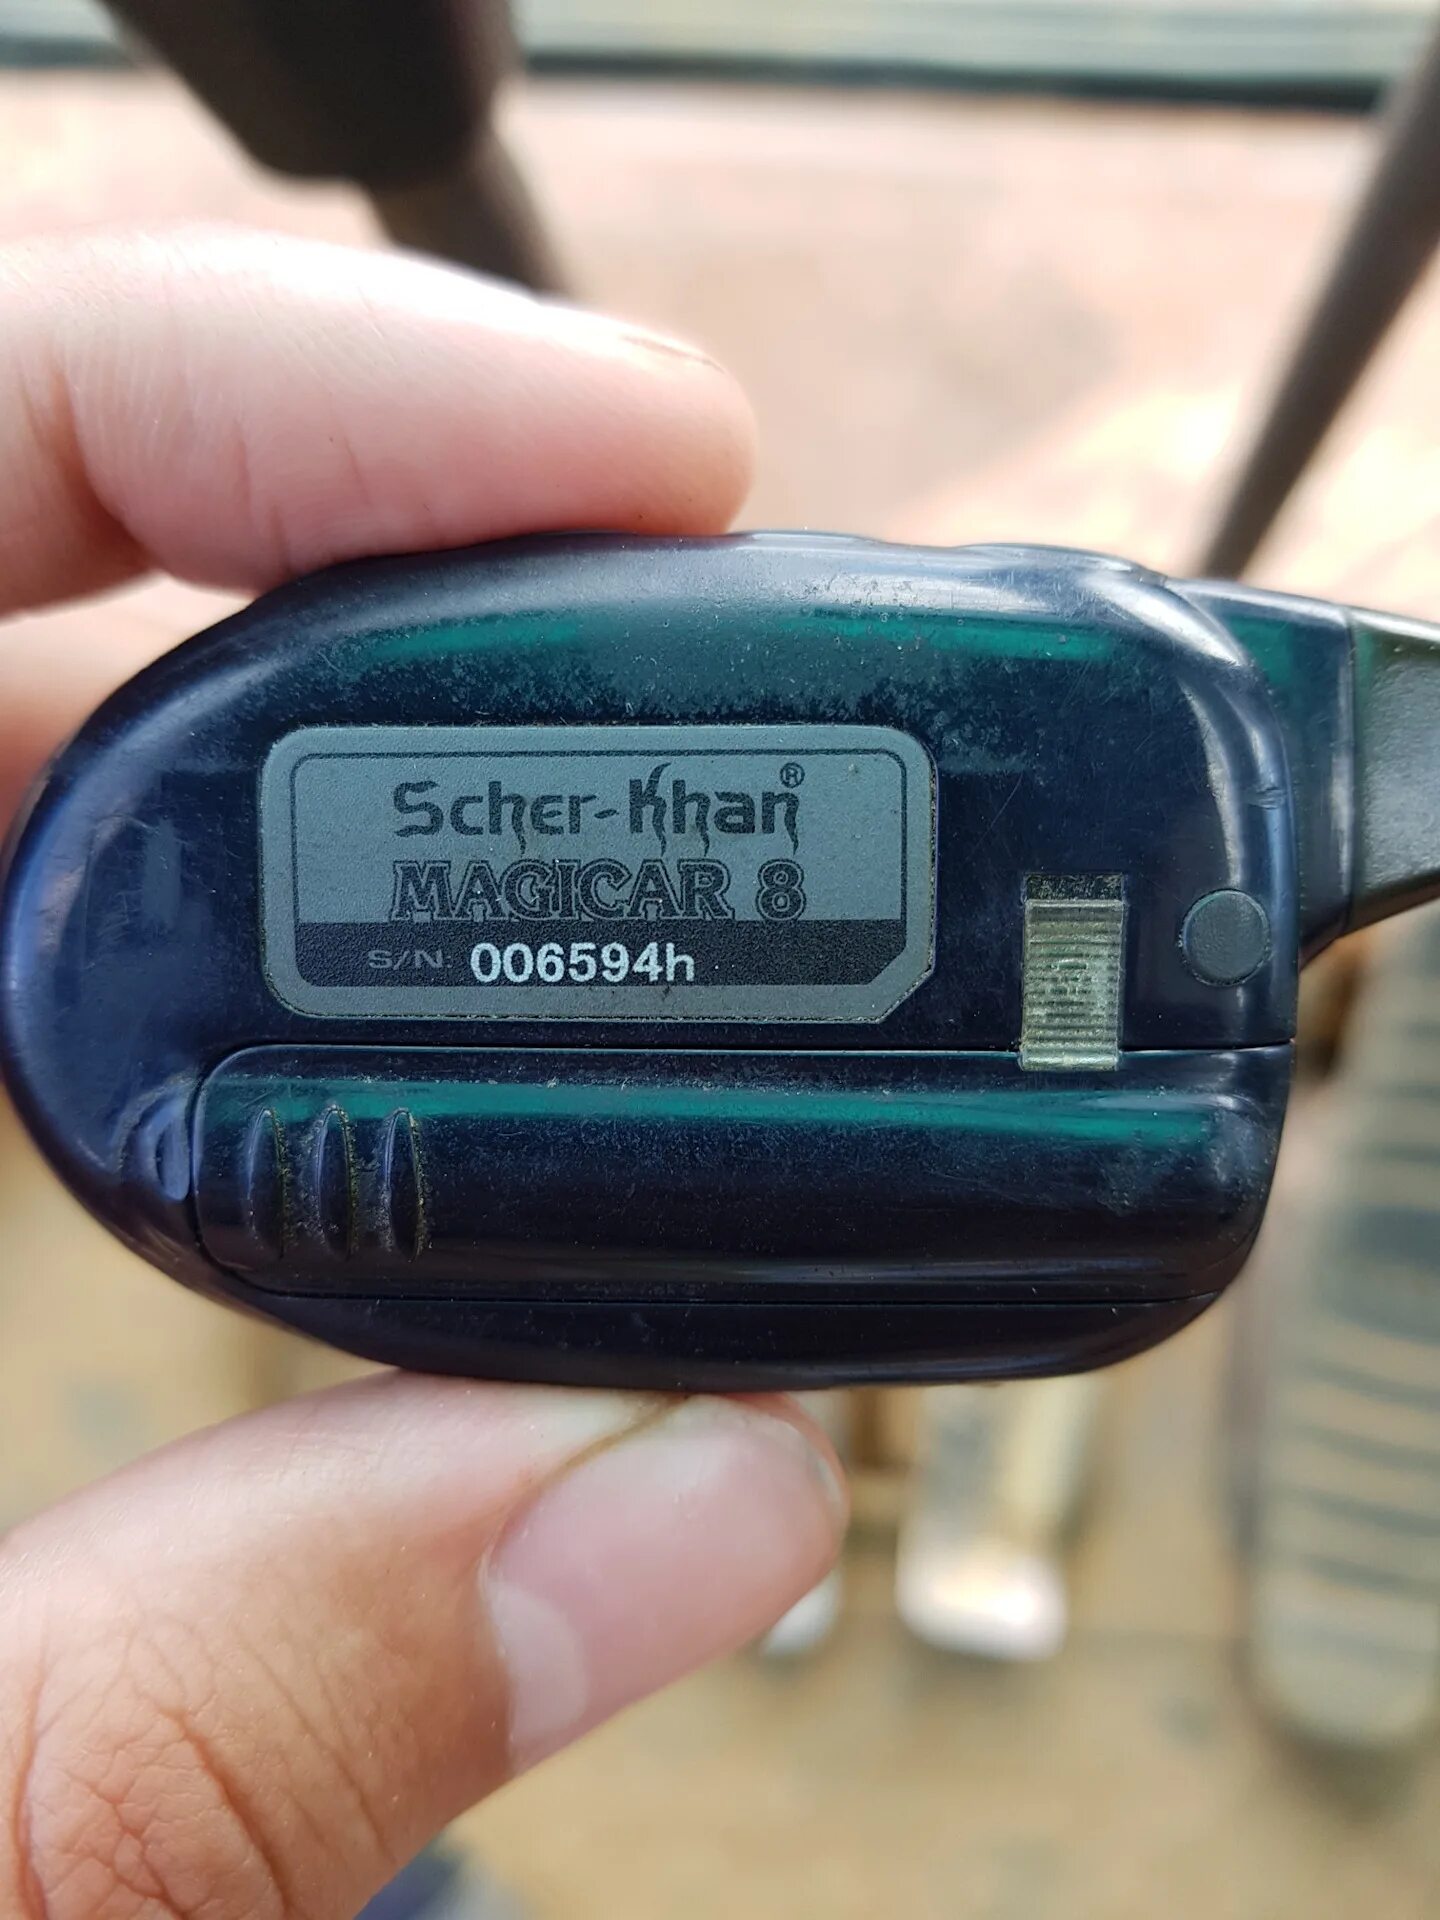 Scher-Khan®
MAGICAR 8
S/N. 006594h